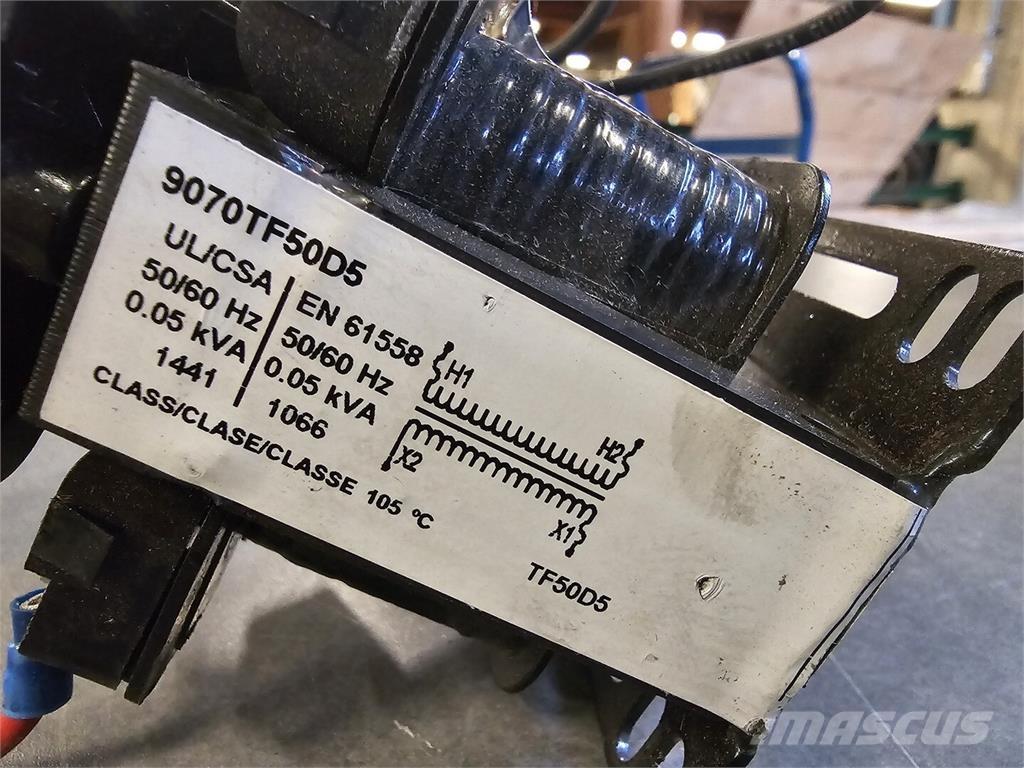 9070TF50D5
UL/CSA
50/60 Hz
0.05 kVA
1441
EN 61558
50/60 Hz
0.05 kVA
1066
CLASS/CLASE/CLASSE 105 °C
H1
H2
X2
X1
TF50D5
MASCUS